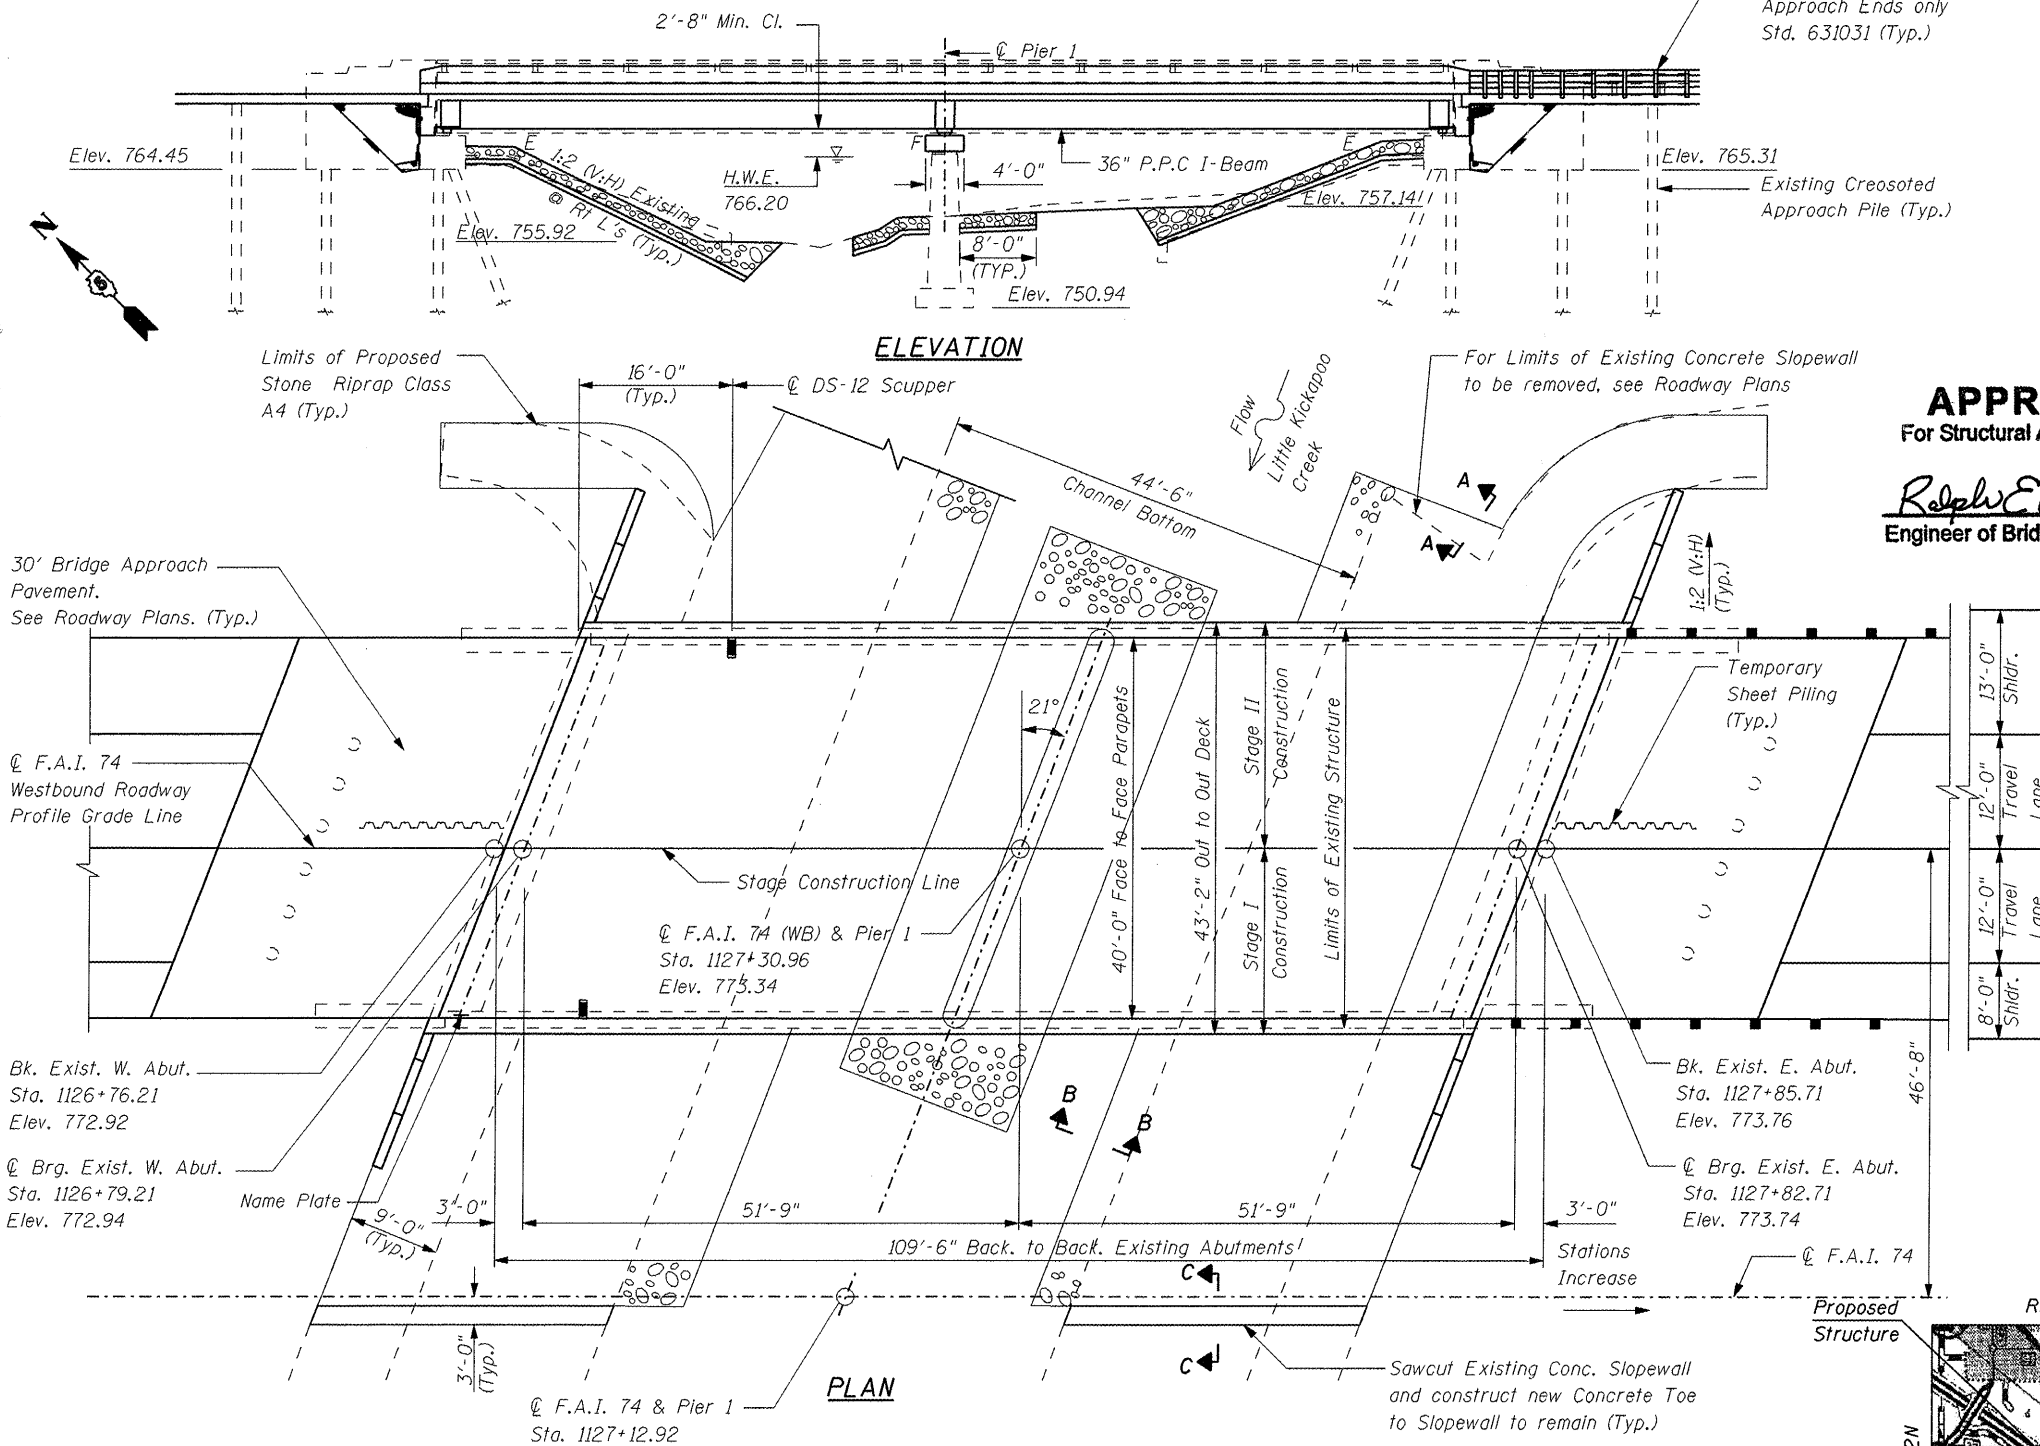 2'-8" Min. Cl.
℄ Pier 1
Approach Ends only
Std. 631031 (Typ.)
Elev. 764.45
E
1:2 (V:H) Existing
@ Rt L's (Typ.)
H.W.E.
766.20
F
4'-0"
36" P.P.C I-Beam
E
Elev. 765.31
Elev. 757.14
Existing Creosoted
Approach Pile (Typ.)
Elev. 755.92
8'-0"
(TYP.)
Elev. 750.94
N
5
ELEVATION
Limits of Proposed
Stone Riprap Class
A4 (Typ.)
16'-0"
(Typ.)
℄ DS-12 Scupper
Flow
Little Kickapoo
Creek
For Limits of Existing Concrete Slopewall
to be removed, see Roadway Plans
APPR
For Structural
Ralph E
Engineer of Brid
44'-6"
Channel Bottom
A
A
1:2 (V:H)
(Typ.)
30' Bridge Approach
Pavement.
See Roadway Plans. (Typ.)
℄ F.A.I. 74
Westbound Roadway
Profile Grade Line
21°
40'-0" Face to Face Parapets
43'-2" Out to Out Deck
Stage II
Construction
Stage I
Construction
Limits of Existing Structure
Temporary
Sheet Piling
(Typ.)
13'-0"
Shldr.
12'-0"
Travel
Lane
12'-0"
Travel
Lane
8'-0"
Shldr.
Stage Construction Line
℄ F.A.I. 74 (WB) & Pier 1
Sta. 1127+30.96
Elev. 773.34
46'-8"
Bk. Exist. W. Abut.
Sta. 1126+76.21
Elev. 772.92
Bk. Exist. E. Abut.
Sta. 1127+85.71
Elev. 773.76
B
B
℄ Brg. Exist. W. Abut.
Sta. 1126+79.21
Elev. 772.94
Name Plate
℄ Brg. Exist. E. Abut.
Sta. 1127+82.71
Elev. 773.74
9'-0"
(Typ.)
3'-0"
51'-9"
51'-9"
3'-0"
109'-6" Back. to Back. Existing Abutments
Stations
Increase
℄ F.A.I. 74
C
C
3'-0"
(Typ.)
Proposed
Structure
R
PLAN
℄ F.A.I. 74 & Pier 1
Sta. 1127+12.92
Sawcut Existing Conc. Slopewall
and construct new Concrete Toe
to Slopewall to remain (Typ.)
2N